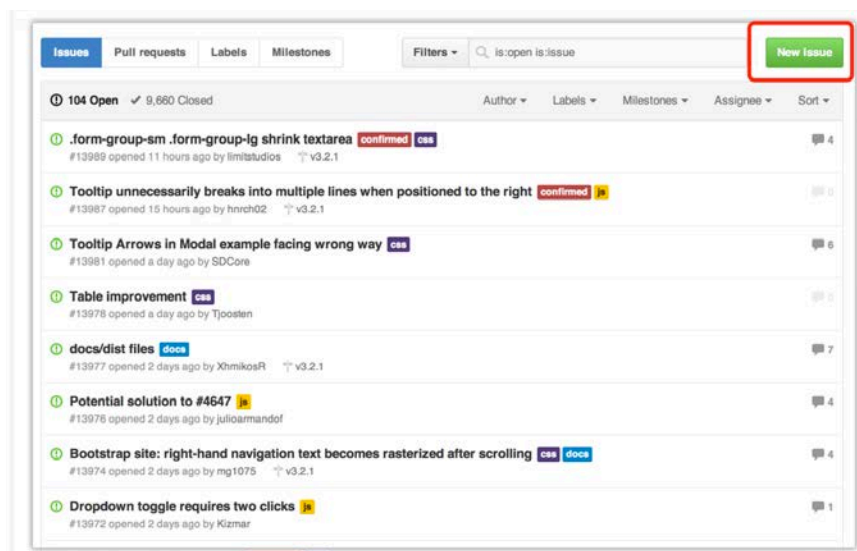 Issues Pull requests Labels Milestones Filters is:open is:issue New Issue
104 Open 9,660 Closed Author Labels Milestones Assignee Sort
.form-group-sm .form-group-lg shrink textarea confirmed css 4
#13989 opened 11 hours ago by limitstudios v3.2.1
Tooltip unnecessarily breaks into multiple lines when positioned to the right confirmed js 0
#13987 opened 15 hours ago by hnrch02 v3.2.1
Tooltip Arrows in Modal example facing wrong way css 6
#13981 opened a day ago by SDCore
Table improvement css 0
#13978 opened a day ago by Tjoosten
docs/dist files docs 7
#13977 opened 2 days ago by XhmikosR v3.2.1
Potential solution to #4647 js 4
#13976 opened 2 days ago by julioarmandof
Bootstrap site: right-hand navigation text becomes rasterized after scrolling css docs 4
#13974 opened 2 days ago by mg1075 v3.2.1
Dropdown toggle requires two clicks js 1
#13972 opened 2 days ago by Kizmar